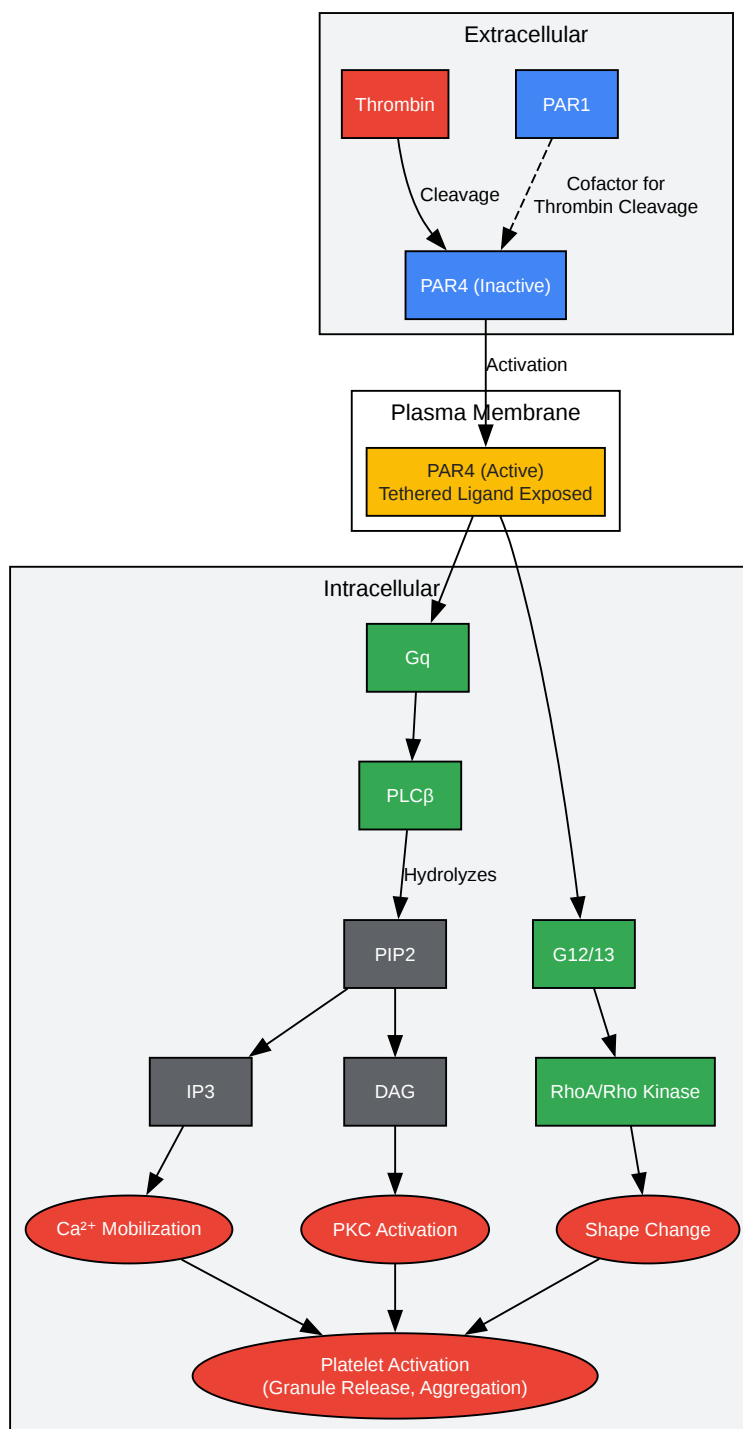 Extracellular
Thrombin
PAR1
Cleavage
Cofactor for
Thrombin Cleavage
PAR4 (Inactive)
Activation
Plasma Membrane
PAR4 (Active)
Tethered Ligand Exposed
Intracellular
Gq
PLCβ
Hydrolyzes
PIP2
G12/13
IP3
DAG
RhoA/Rho Kinase
Ca²⁺ Mobilization
PKC Activation
Shape Change
Platelet Activation
(Granule Release, Aggregation)